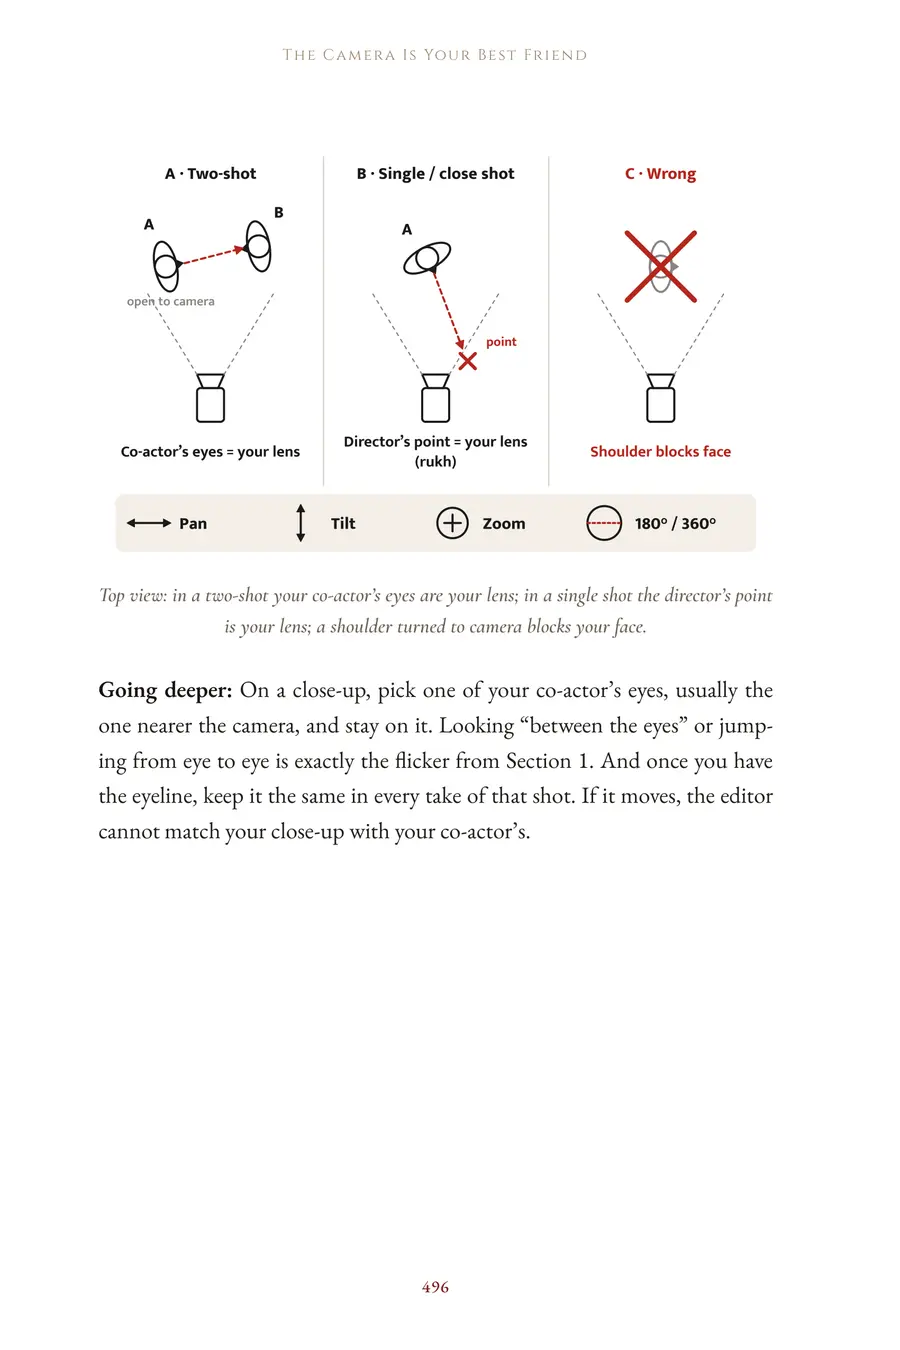 The Camera Is Your Best Friend
A · Two-shot
B · Single / close shot
C · Wrong
A
B
open to camera
A
point
Co-actor’s eyes = your lens
Director’s point = your lens
(rukh)
Shoulder blocks face
Pan
Tilt
Zoom
180º / 360º
Top view: in a two-shot your co-actor’s eyes are your lens; in a single shot the director’s point
is your lens; a shoulder turned to camera blocks your face.
Going deeper: On a close-up, pick one of your co-actor’s eyes, usually the
one nearer the camera, and stay on it. Looking “between the eyes” or jump-
ing from eye to eye is exactly the flicker from Section 1. And once you have
the eyeline, keep it the same in every take of that shot. If it moves, the editor
cannot match your close-up with your co-actor’s.
496